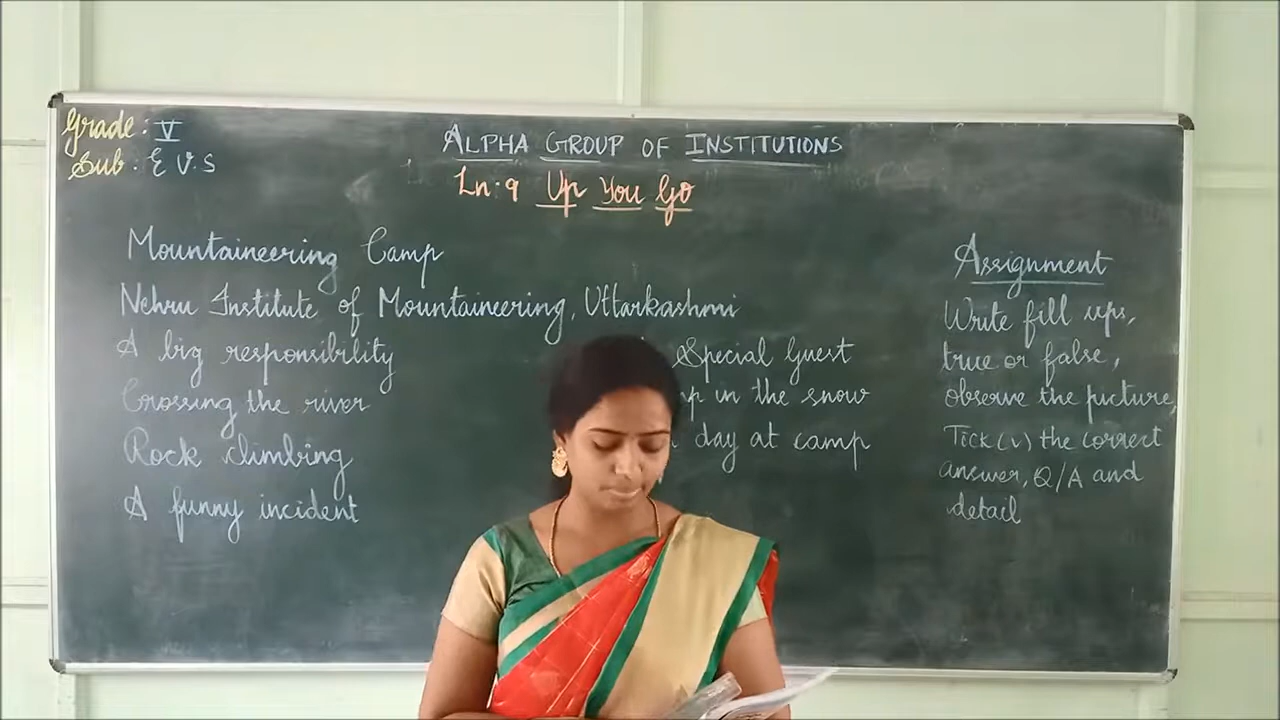 Grade: V
Sub: E V.S
ALPHA GROUP OF INSTITUTIONS
Ln: 9 Up You Go
Mountaineering Camp
Nehru Institute of Mountaineering, Uttarkashmi
A big responsibility
Crossing the river
Rock climbing
A funny incident
Special Guest
in the snow
day at camp
Assignment
Write fill ups,
true or false,
observe the picture,
Tick (✓) the correct
answer, Q/A and
detail